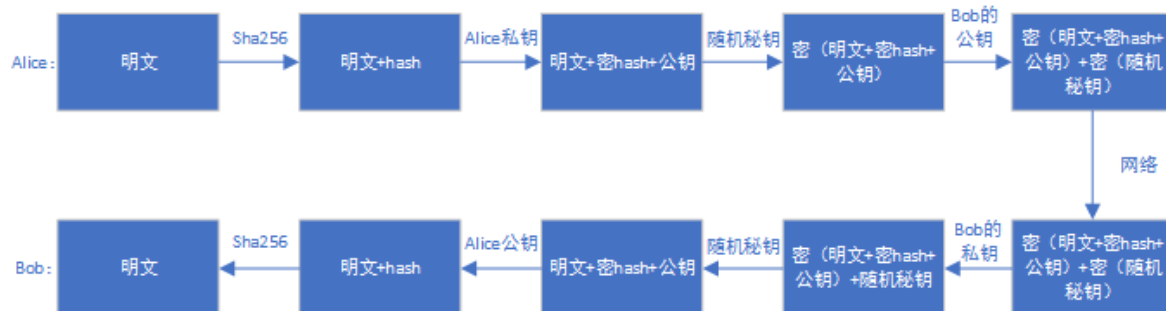 Alice:
明文
Sha256
明文+hash
Alice私钥
明文+密hash+公钥
随机秘钥
密（明文+密hash+
公钥）
Bob的
公钥
密（明文+密hash+
公钥）+密（随机
秘钥）
网络
Bob:
明文
Sha256
明文+hash
Alice公钥
明文+密hash+公钥
随机秘钥
密（明文+密hash+
公钥）+随机秘钥
Bob的
私钥
密（明文+密hash+
公钥）+密（随机
秘钥）